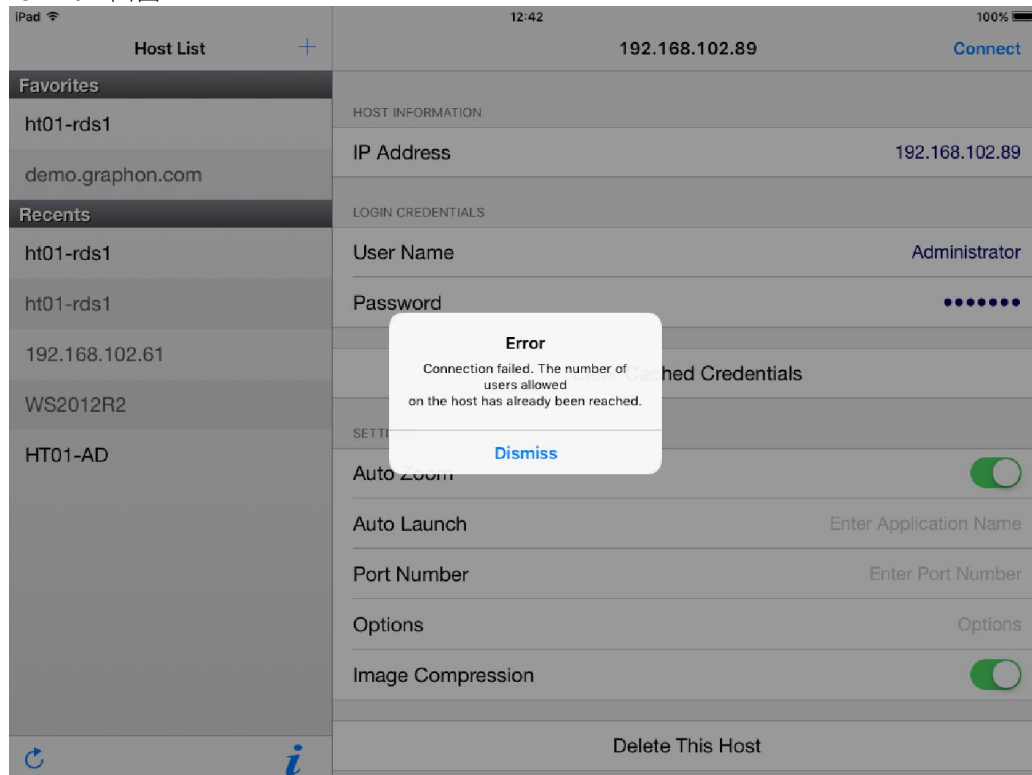 iPad 12:42 100%
Host List + 192.168.102.89 Connect
Favorites
ht01-rds1
demo.graphon.com
Recents
ht01-rds1
ht01-rds1
192.168.102.61
WS2012R2
HT01-AD
HOST INFORMATION
IP Address 192.168.102.89
LOGIN CREDENTIALS
User Name Administrator
Password •••••••
hed Credentials
Error
Connection failed. The number of
users allowed
on the host has already been reached.
Dismiss
SETTI
Auto Zoom
Auto Launch Enter Application Name
Port Number Enter Port Number
Options Options
Image Compression
Delete This Host
i